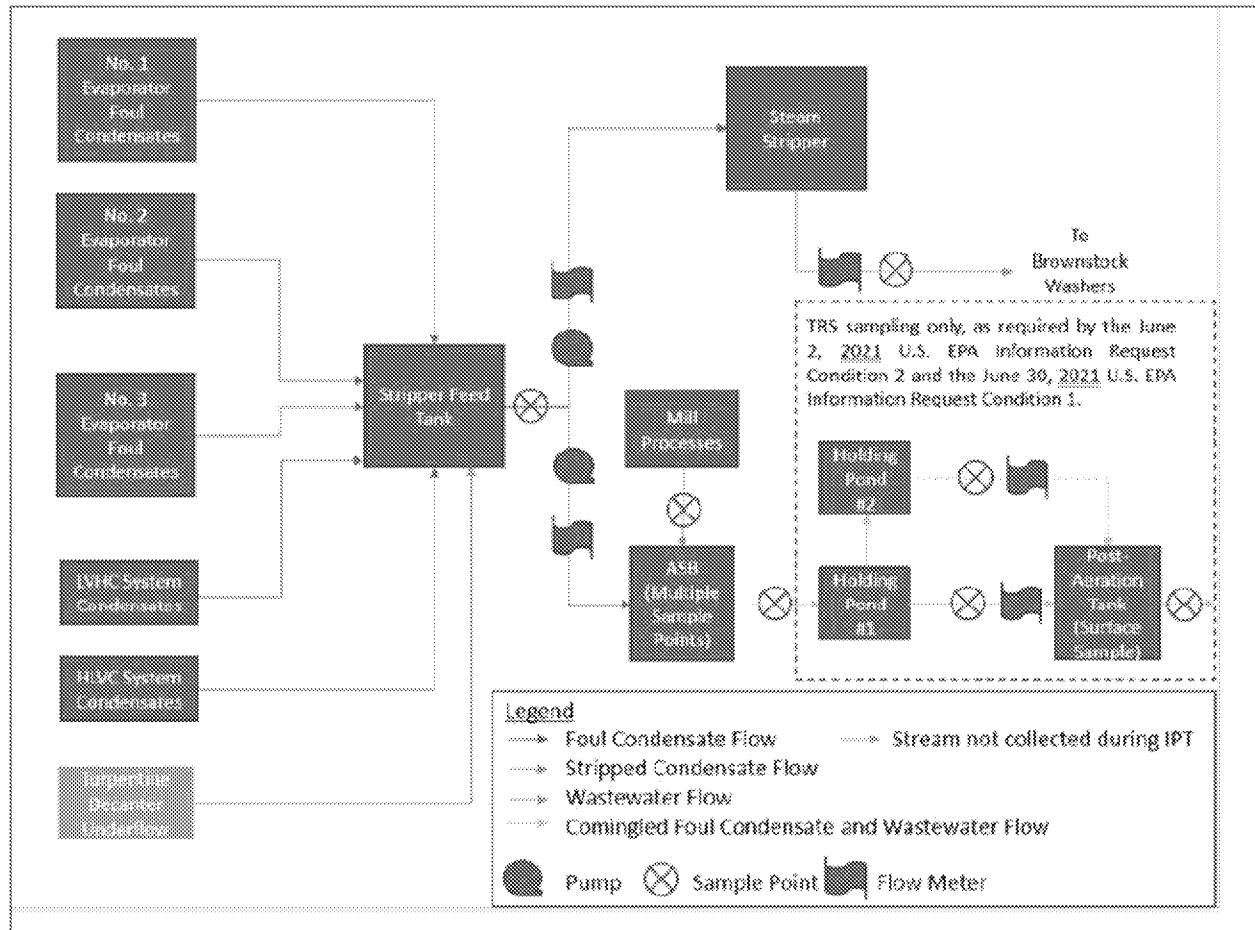 No. 1
Evaporator
Foul
Condensates
No. 2
Evaporator
Foul
Condensates
No. 3
Evaporator
Foul
Condensates
LVHC System
Condensates
HLVC System
Condensates
Turpentine
Decanter
Underflow
Stripper Feed
Tank
Steam
Stripper
To
Brownstock
Washers
Mill
Processes
ASB
(Multiple
Sample
Points)
TRS sampling only, as required by the June
2, 2021 U.S. EPA Information Request
Condition 2 and the June 30, 2021 U.S. EPA
Information Request Condition 1.
Holding
Pond
#2
Holding
Pond
#1
Post-
Aeration
Tank
(Surface
Sample)
Legend
Foul Condensate Flow
Stream not collected during IPT
Stripped Condensate Flow
Wastewater Flow
Comingled Foul Condensate and Wastewater Flow
Pump
Sample Point
Flow Meter